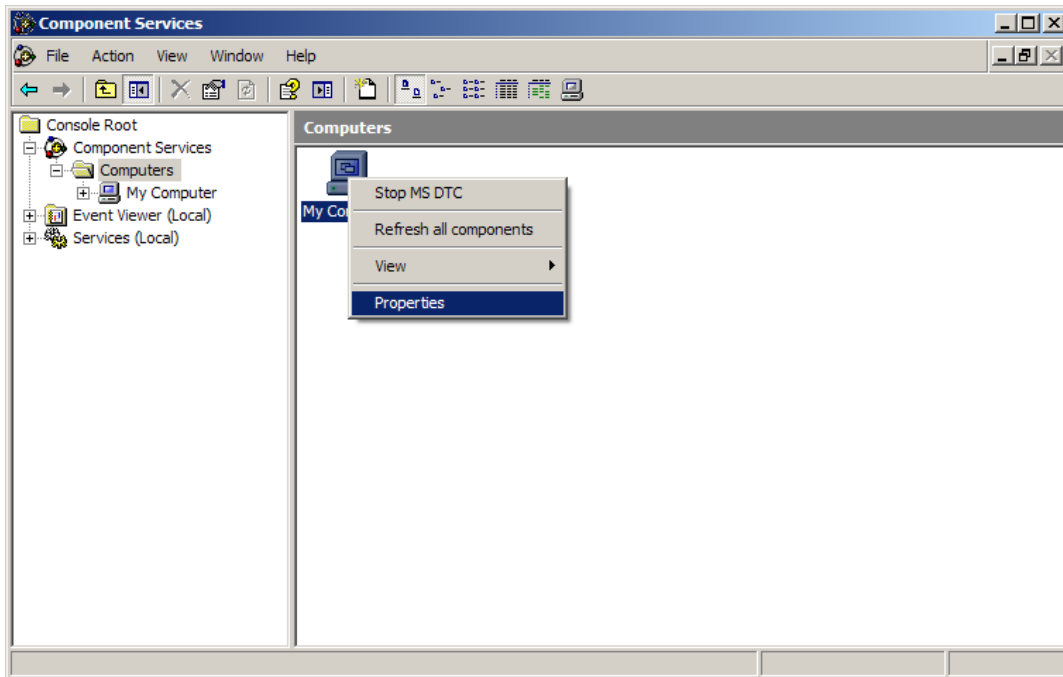 Component Services
File Action View Window Help
Console Root
Component Services
Computers
My Computer
Event Viewer (Local)
Services (Local)
Computers
My Co
Stop MS DTC
Refresh all components
View
Properties